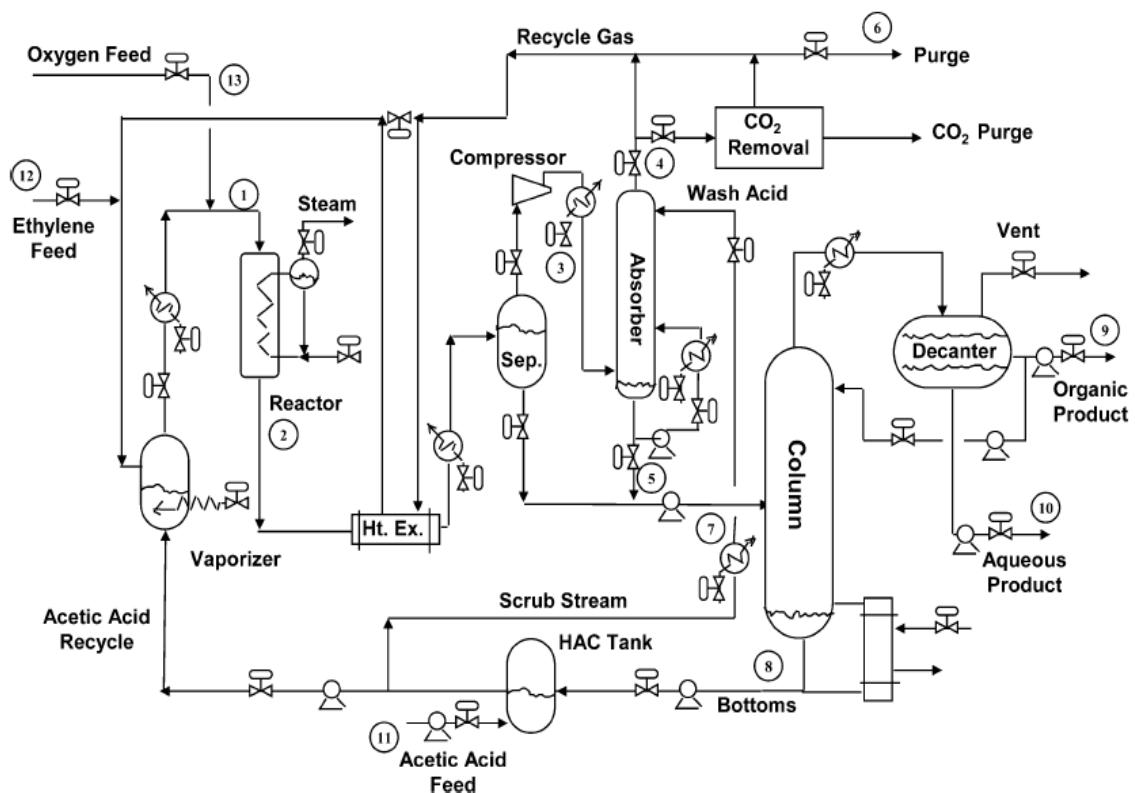 Recycle Gas
6
Purge
Oxygen Feed
13
CO2
Removal
CO2 Purge
Compressor
4
12
Ethylene
Feed
1
Steam
Wash Acid
3
Vent
Absorber
Sep.
Decanter
9
Organic
Product
Reactor
2
Column
5
Ht. Ex.
7
10
Aqueous
Product
Vaporizer
Scrub Stream
Acetic Acid
Recycle
HAC Tank
8
Bottoms
11
Acetic Acid
Feed